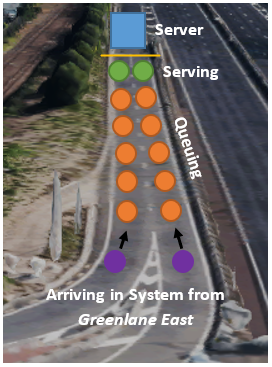 Server
Serving
Queuing
Arriving in System from
Greenlane East